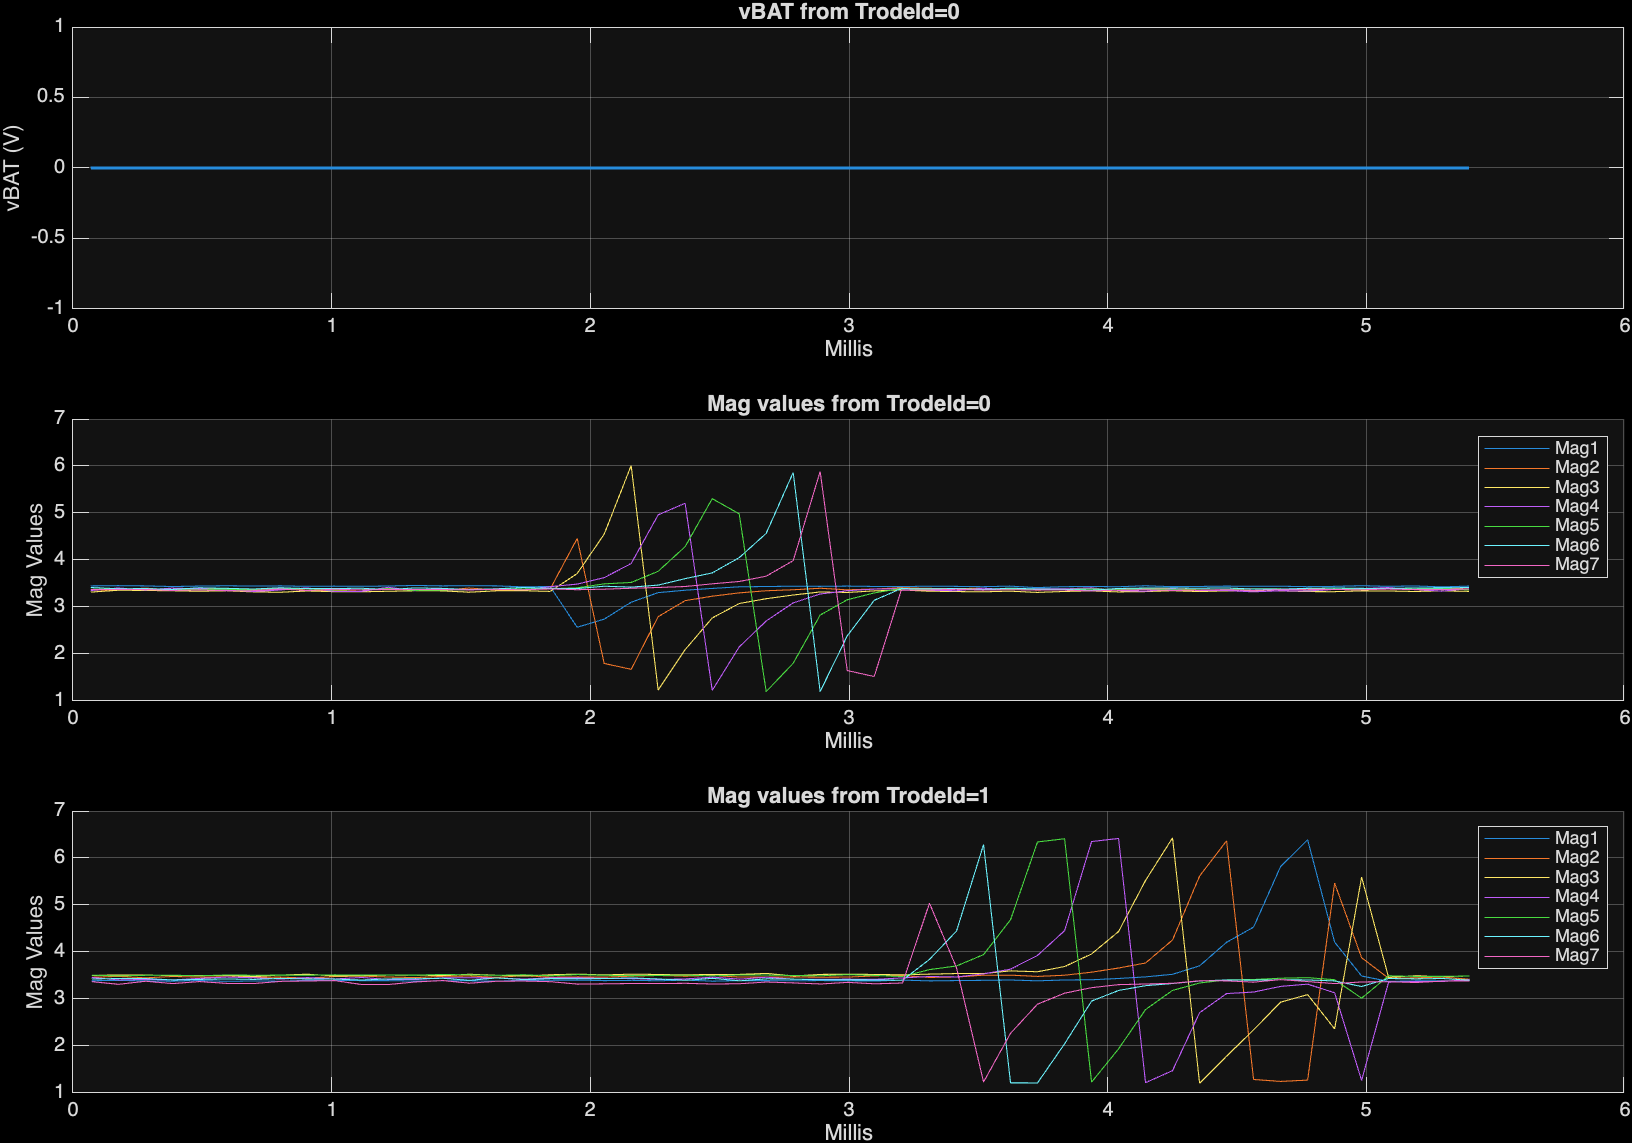 vBAT from TrodeId=0
1
0.5
0
-0.5
-1
vBAT (V)
0 1 2 3 4 5 6
Millis
Mag values from TrodeId=0
7
6
5
4
3
2
1
Mag Values
Mag1
Mag2
Mag3
Mag4
Mag5
Mag6
Mag7
0 1 2 3 4 5 6
Millis
Mag values from TrodeId=1
7
6
5
4
3
2
1
Mag Values
Mag1
Mag2
Mag3
Mag4
Mag5
Mag6
Mag7
0 1 2 3 4 5 6
Millis